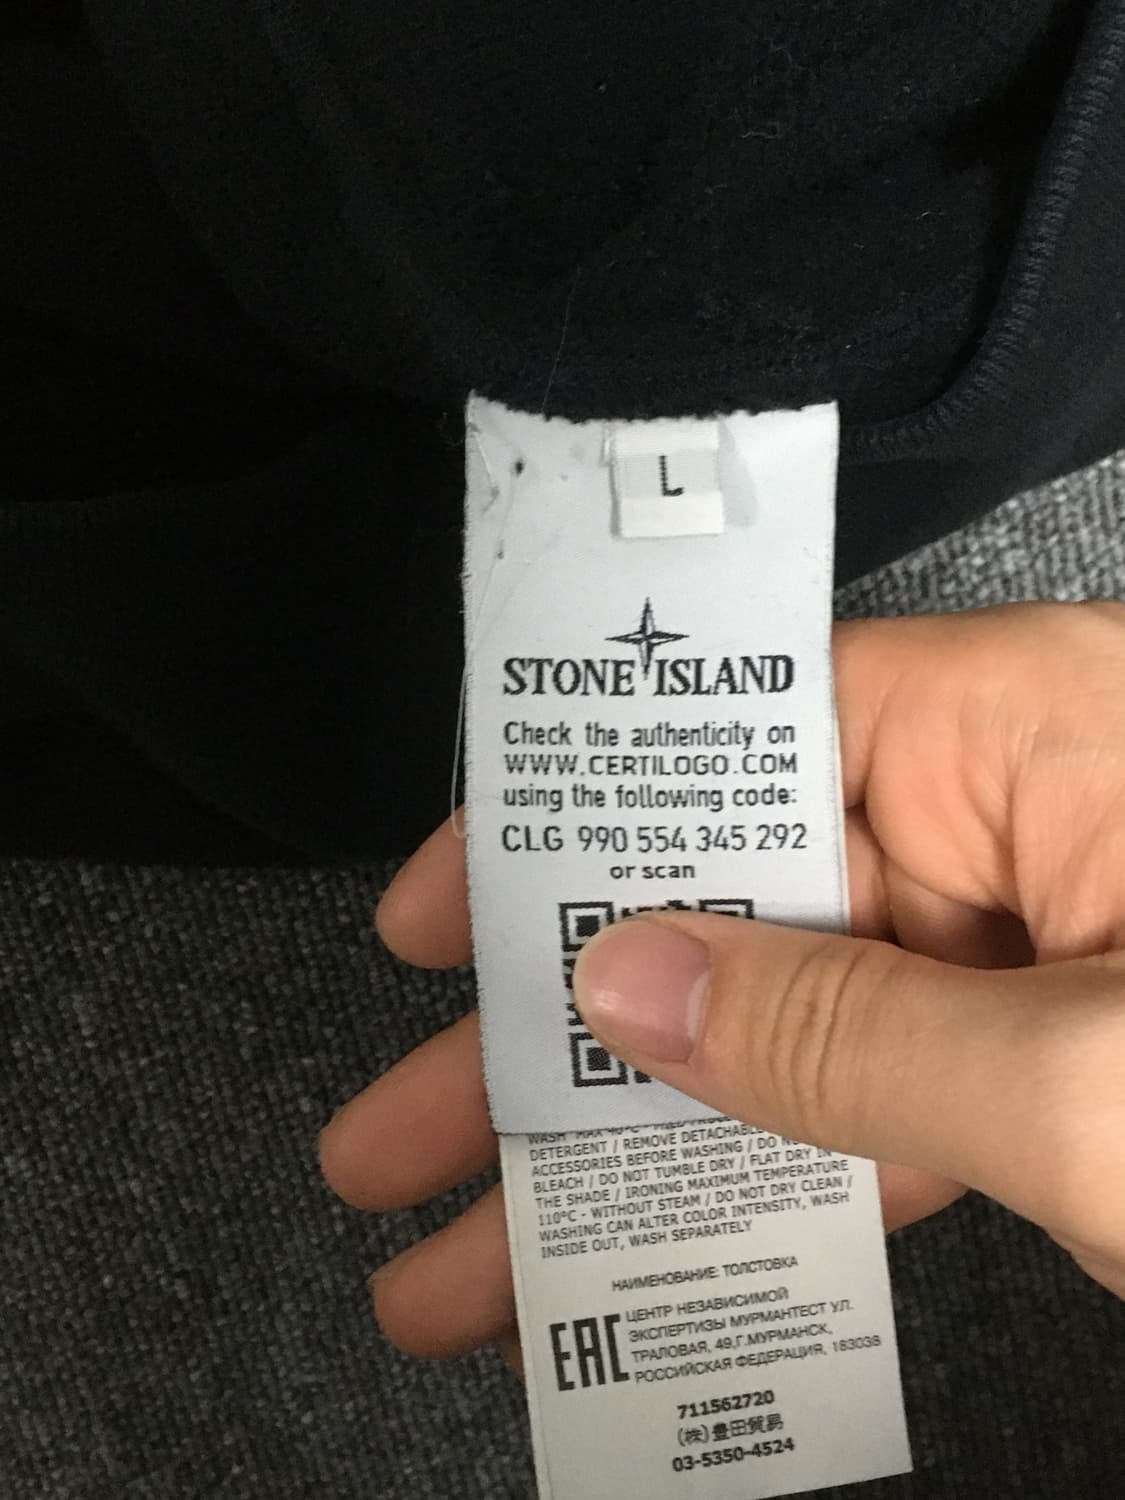 L
STONE ISLAND
Check the authenticity on
WWW.CERTILOGO.COM
using the following code:
CLG 990 554 345 292
or scan
WASH MAX 40°C
DETERGENT / REMOVE DETACHABLE
ACCESSORIES BEFORE WASHING / DO NOT
BLEACH / DO NOT TUMBLE DRY / FLAT DRY IN
THE SHADE / IRONING MAXIMUM TEMPERATURE
110°C - WITHOUT STEAM / DO NOT DRY CLEAN /
WASHING CAN ALTER COLOR INTENSITY, WASH
INSIDE OUT, WASH SEPARATELY
НАИМЕНОВАНИЕ: ТОЛСТОВКА
EAC
ЦЕНТР НЕЗАВИСИМОЙ
ЭКСПЕРТИЗЫ МУРМАНТЕСТ УЛ.
ТРАЛОВАЯ, 49,Г.МУРМАНСК,
РОССИЙСКАЯ ФЕДЕРАЦИЯ, 183038
711562720
(株)豊田貿易
03-5350-4524